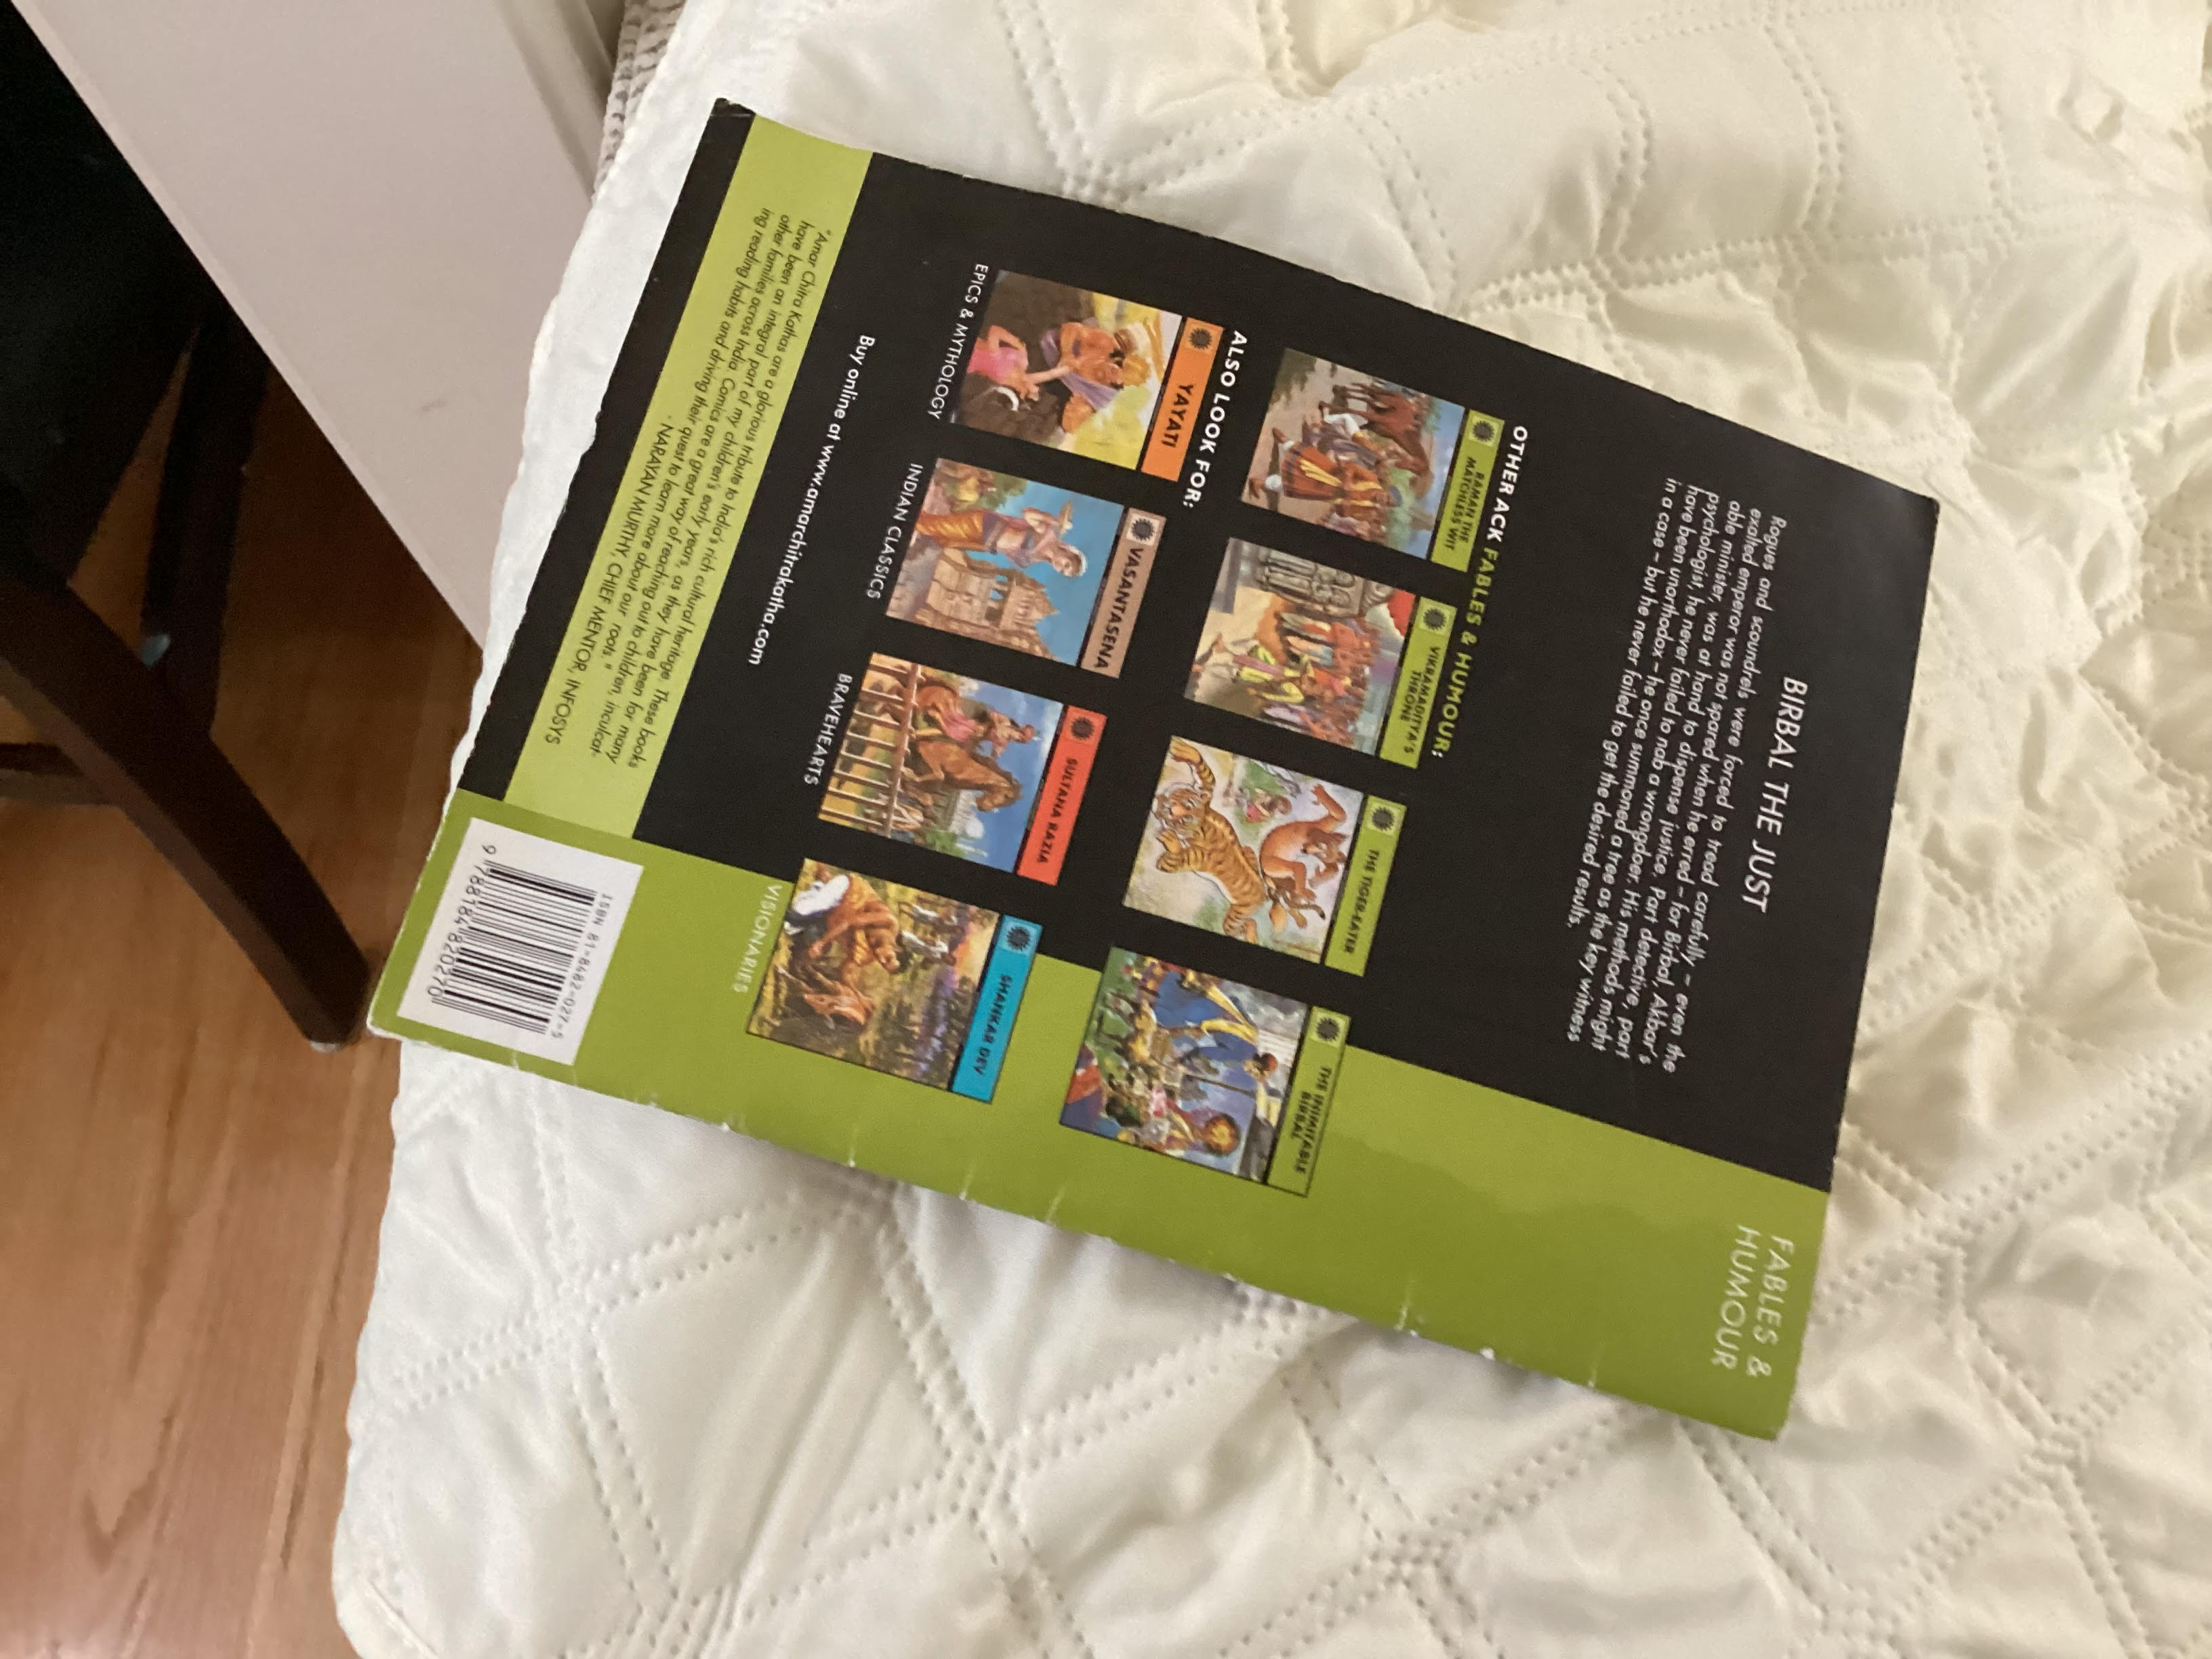 FABLES &
HUMOUR
BIRBAL THE JUST
Rogues and scoundrels were forced to tread carefully – even the
exalted emperor was not spared when he erred – for Birbal, Akbar's
able minister, was at hand to dispense justice. Part detective, part
psychologist, he never failed to nab a wrongdoer. His methods might
have been unorthodox – he once summoned a tree as the key witness
in a case – but he never failed to get the desired results.
OTHER ACK FABLES & HUMOUR:
RAMAN THE
MATCHLESS WIT
VIKRAMADITYA'S
THRONE
THE TIGER-EATER
THE INIMITABLE
BIRBAL
ALSO LOOK FOR:
YAYATI
VASANTASENA
SULTANA RAZIA
SHANKAR DEV
EPICS & MYTHOLOGY
INDIAN CLASSICS
BRAVEHEARTS
VISIONARIES
Buy online at www.amarchitrakatha.com
"Amar Chitra Kathas are a glorious tribute to India's rich cultural heritage. These books
have been an integral part of my children's early years, as they have been for many
other families across India. Comics are a great way of reaching out to children, inculcat-
ing reading habits and driving their quest to learn more about our roots."
- NARAYAN MURTHY, CHIEF MENTOR, INFOSYS
ISBN 81-8482-027-5
9 788184 820270